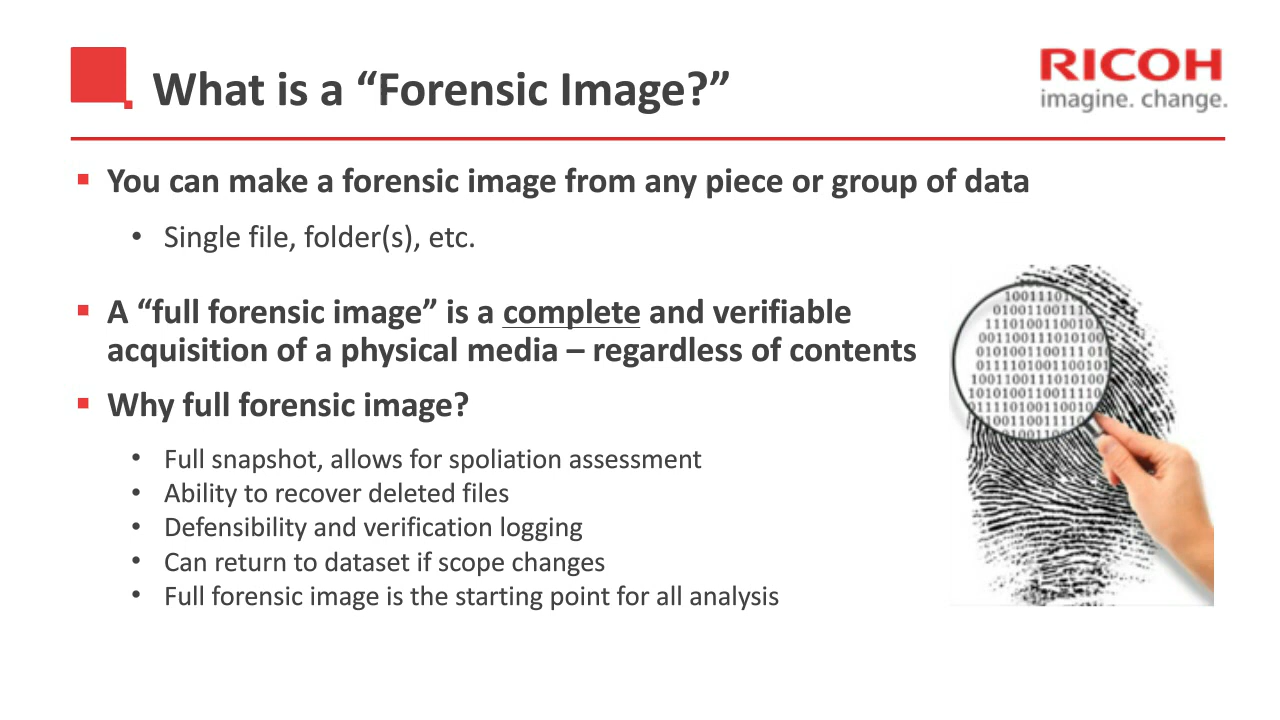 What is a “Forensic Image?”
RICOH
imagine. change.
▪ You can make a forensic image from any piece or group of data
• Single file, folder(s), etc.
▪ A “full forensic image” is a complete and verifiable
acquisition of a physical media – regardless of contents
▪ Why full forensic image?
• Full snapshot, allows for spoliation assessment
• Ability to recover deleted files
• Defensibility and verification logging
• Can return to dataset if scope changes
• Full forensic image is the starting point for all analysis